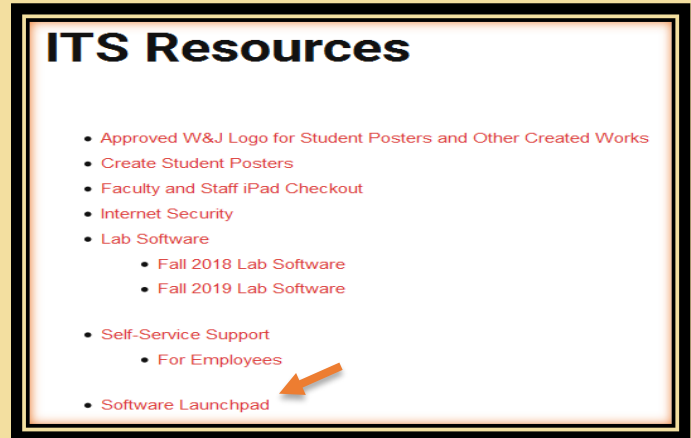 ITS Resources
Approved W&J Logo for Student Posters and Other Created Works
Create Student Posters
Faculty and Staff iPad Checkout
Internet Security
Lab Software
Fall 2018 Lab Software
Fall 2019 Lab Software
Self-Service Support
For Employees
Software Launchpad